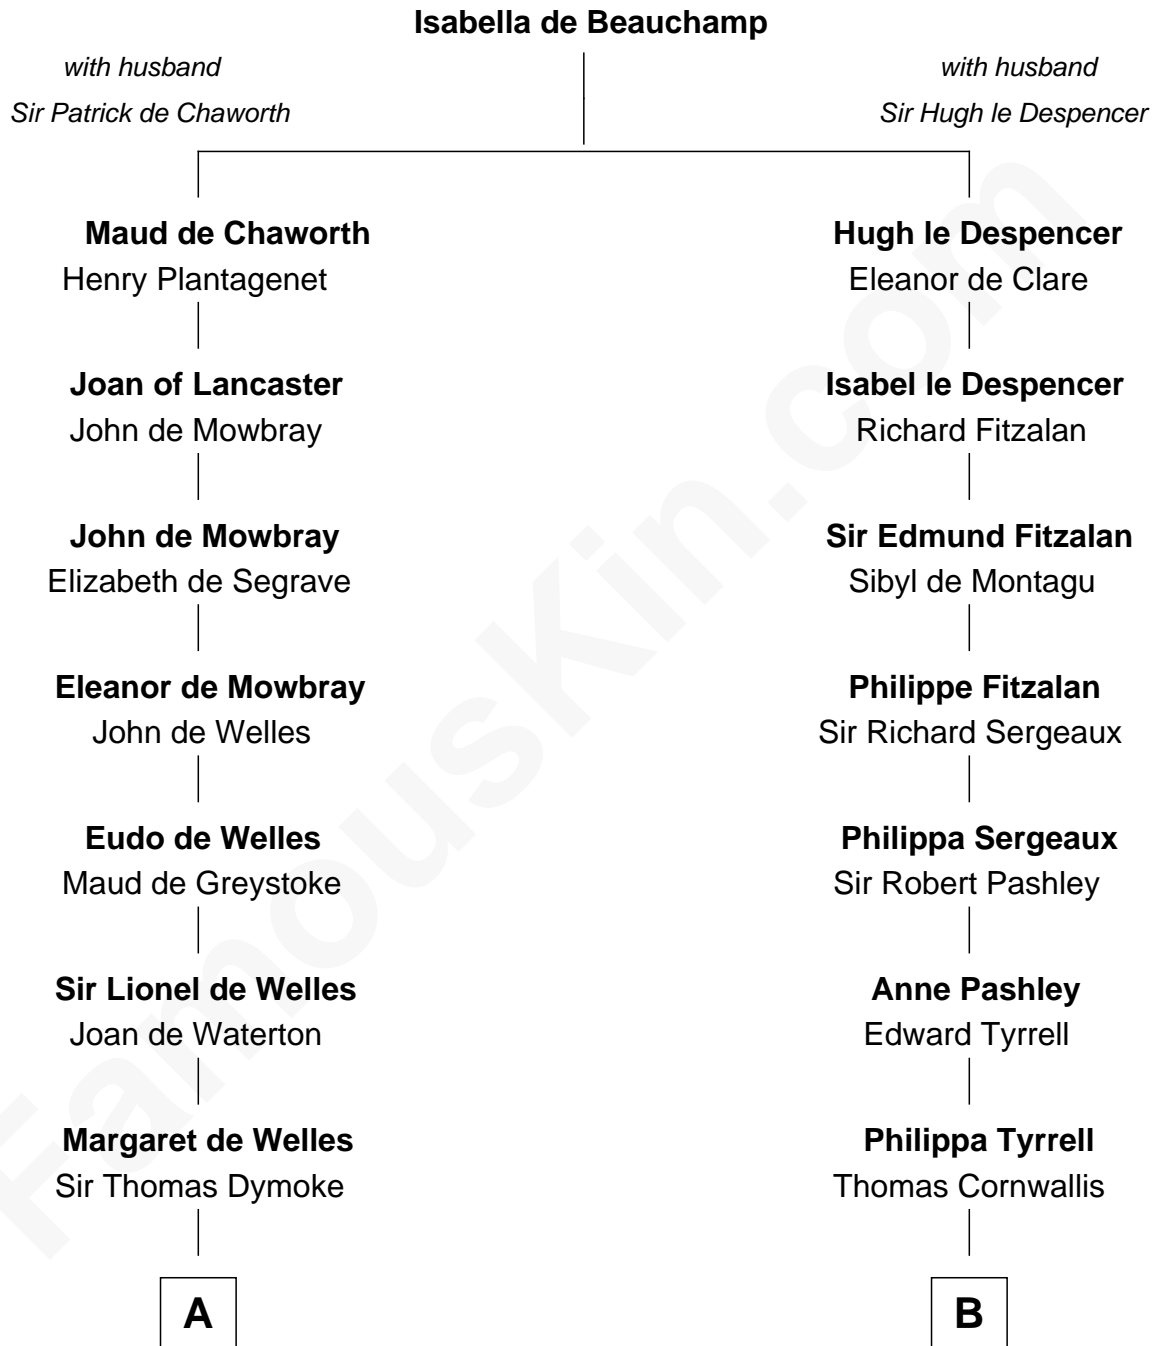 Isabella de Beauchamp
with husband
Sir Patrick de Chaworth
with husband
Sir Hugh le Despencer
Maud de Chaworth
Henry Plantagenet
Hugh le Despencer
Eleanor de Clare
Joan of Lancaster
John de Mowbray
Isabel le Despencer
Richard Fitzalan
John de Mowbray
Elizabeth de Segrave
Sir Edmund Fitzalan
Sibyl de Montagu
Eleanor de Mowbray
John de Welles
Philippe Fitzalan
Sir Richard Sergeaux
Eudo de Welles
Maud de Greystoke
Philippa Sergeaux
Sir Robert Pashley
Sir Lionel de Welles
Joan de Waterton
Anne Pashley
Edward Tyrrell
Margaret de Welles
Sir Thomas Dymoke
Philippa Tyrrell
Thomas Cornwallis
A
B
FamousKin.com